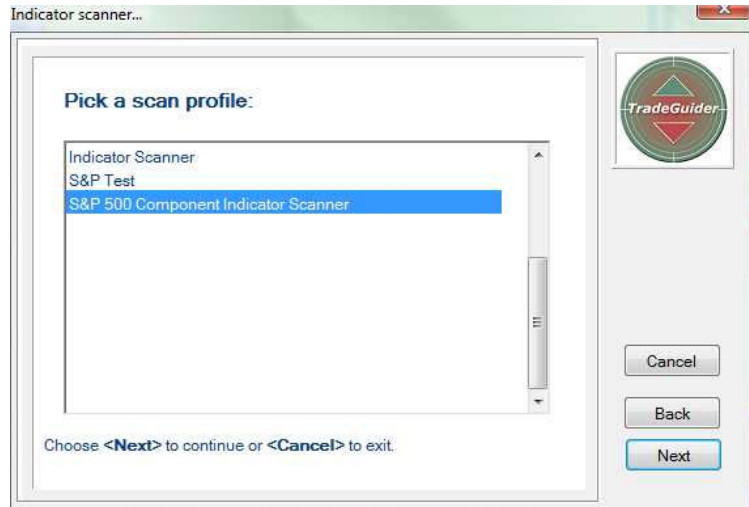 Indicator scanner...
Pick a scan profile:
TradeGuider
Indicator Scanner
S&P Test
S&P 500 Component Indicator Scanner
Cancel
Back
Choose <Next> to continue or <Cancel> to exit.
Next